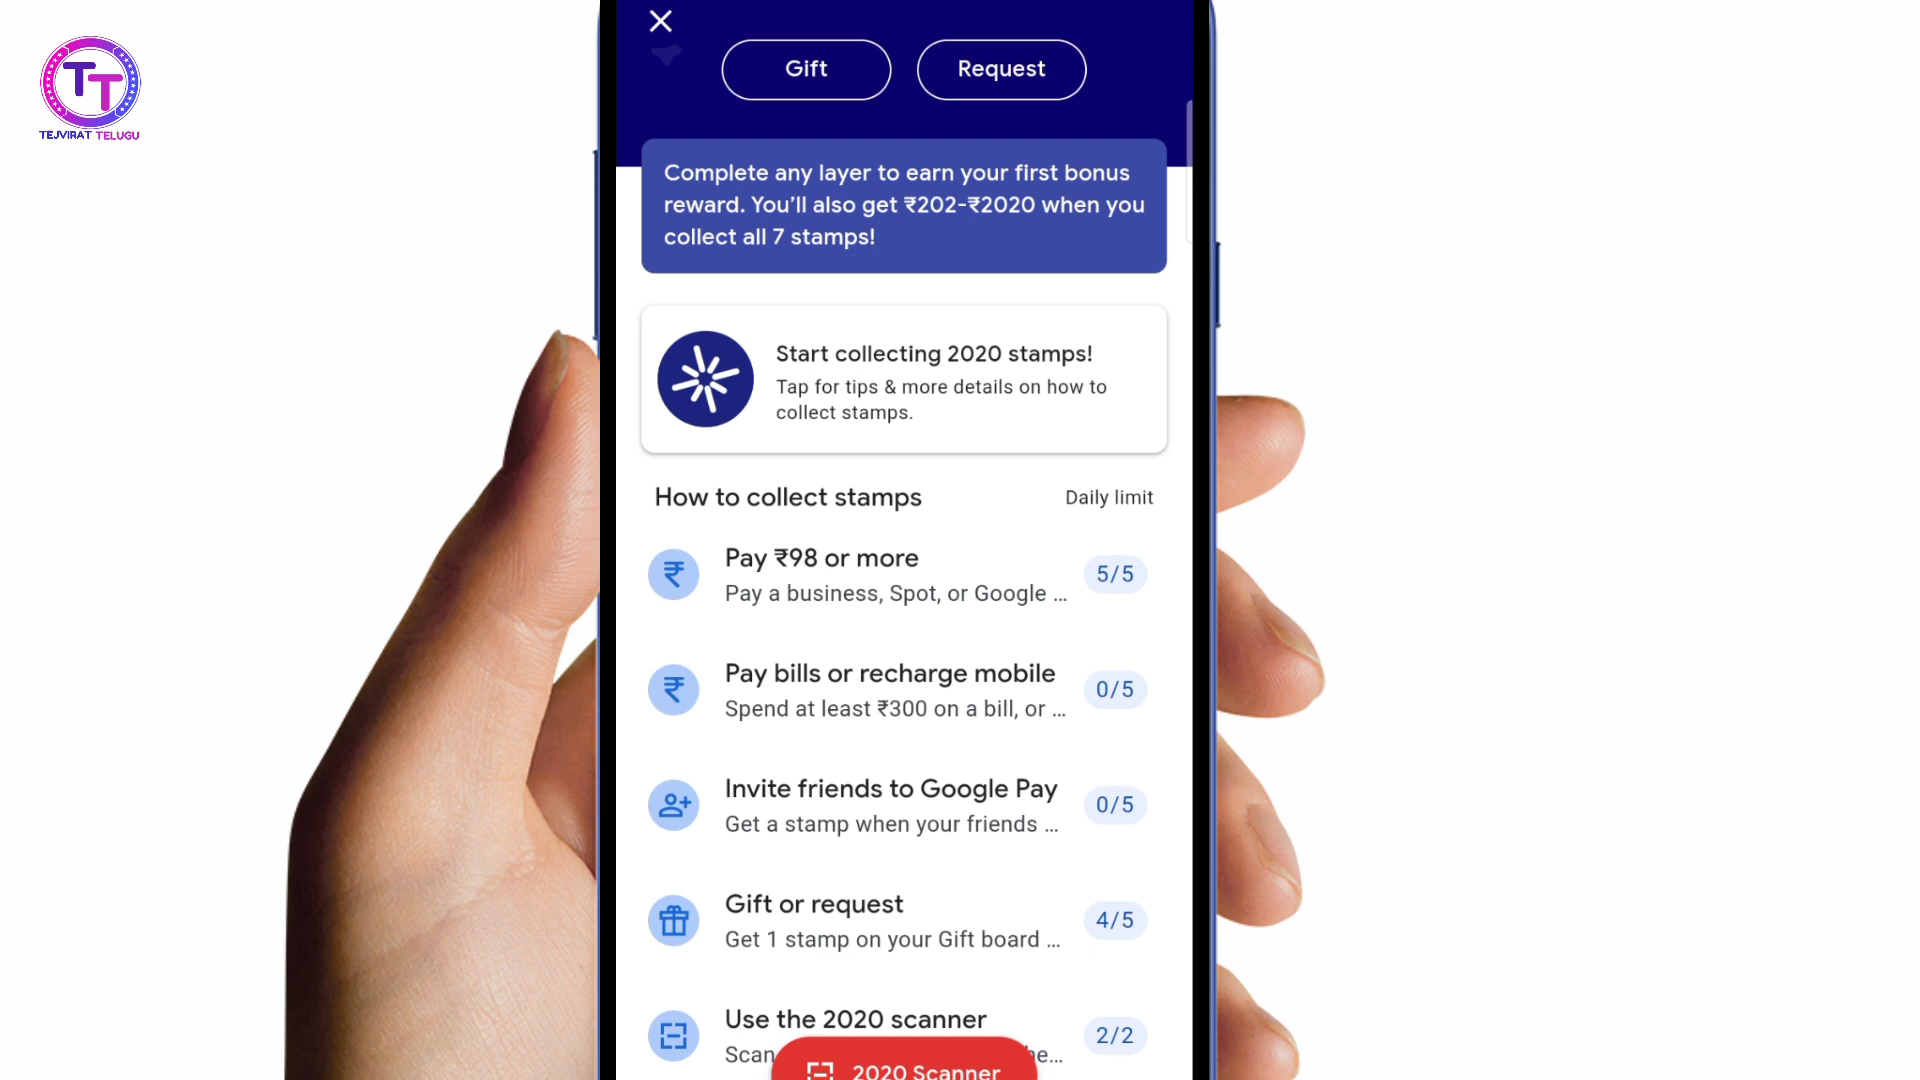 TT
TEJVIRAT TELUGU
Gift
Request
Complete any layer to earn your first bonus
reward. You'll also get ₹202-₹2020 when you
collect all 7 stamps!
Start collecting 2020 stamps!
Tap for tips & more details on how to
collect stamps.
How to collect stamps
Daily limit
₹
Pay ₹98 or more
5/5
Pay a business, Spot, or Google ...
₹
Pay bills or recharge mobile
0/5
Spend at least ₹300 on a bill, or ...
Invite friends to Google Pay
0/5
Get a stamp when your friends ...
Gift or request
4/5
Get 1 stamp on your Gift board ...
Use the 2020 scanner
2/2
2020 Scanner